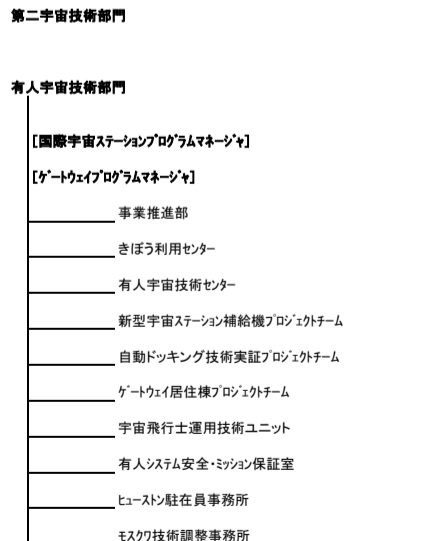 第二宇宙技術部門
有人宇宙技術部門
[国際宇宙ステーションプログラムマネージャ]
[ゲートウェイプログラムマネージャ]
事業推進部
きぼう利用センター
有人宇宙技術センター
新型宇宙ステーション補給機プロジェクトチーム
自動ドッキング技術実証プロジェクトチーム
ゲートウェイ居住棟プロジェクトチーム
宇宙飛行士運用技術ユニット
有人システム安全・ミッション保証室
ヒューストン駐在員事務所
モスクワ技術調整事務所